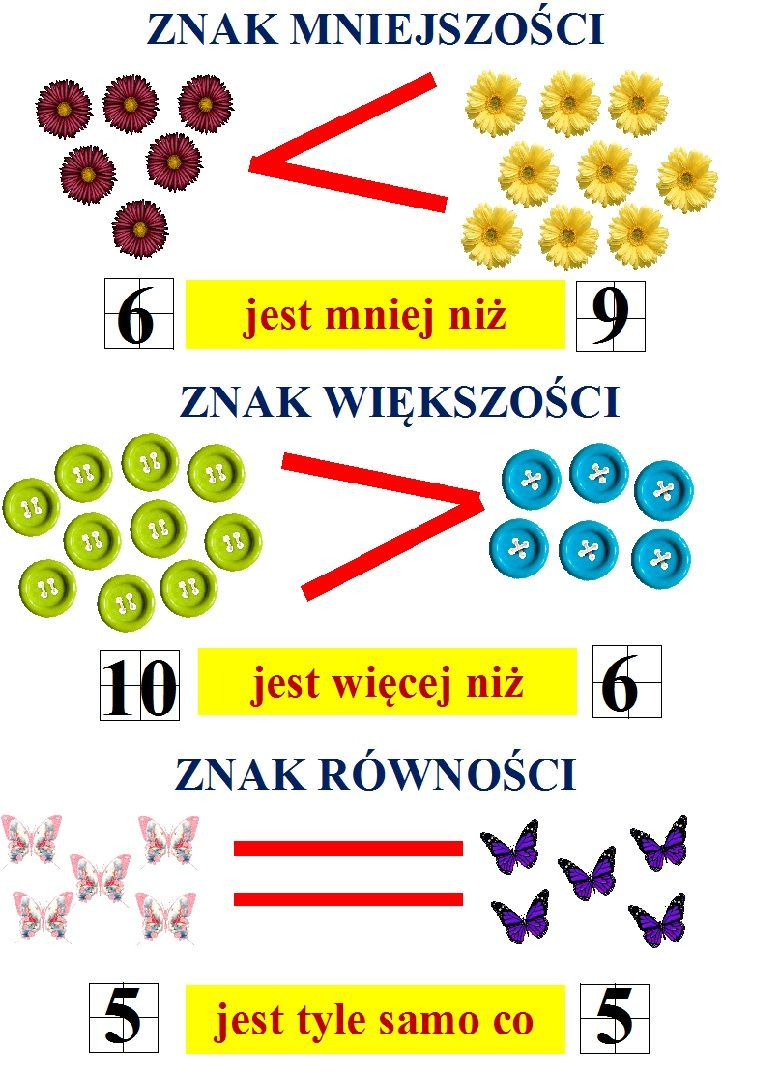 ZNAK MNIEJSZOŚCI
6 jest mniej niż 9
ZNAK WIĘKSZOŚCI
10 jest więcej niż 6
ZNAK RÓWNOŚCI
5 jest tyle samo co 5